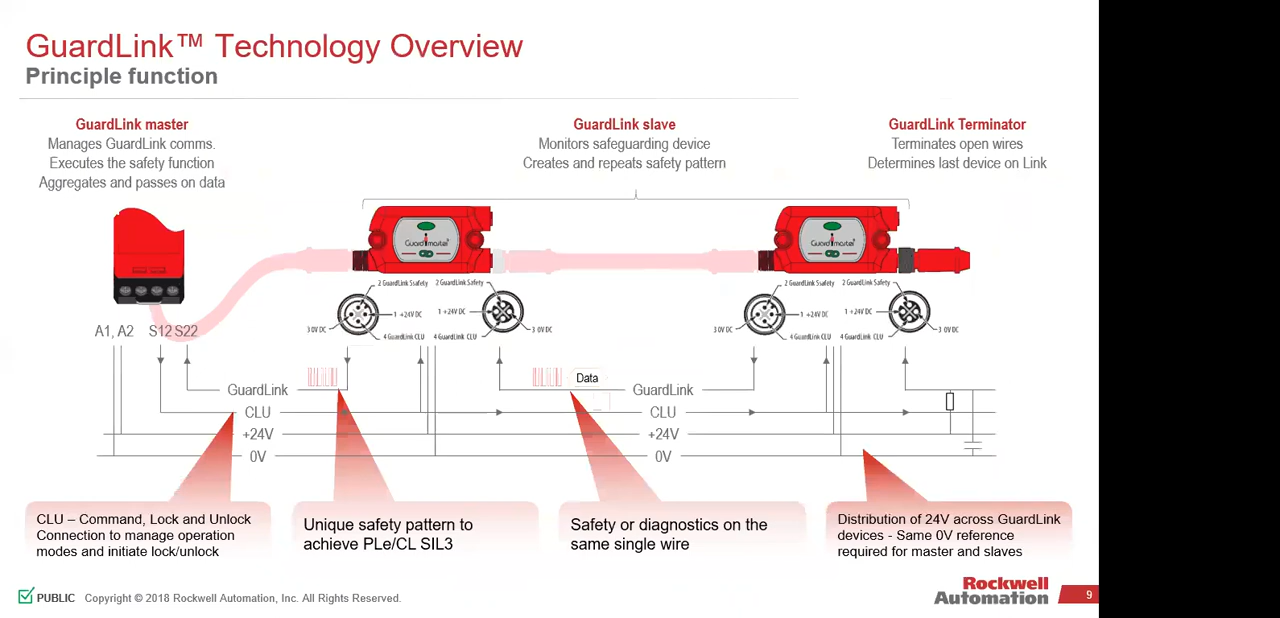 GuardLink™ Technology Overview
Principle function
GuardLink master
Manages GuardLink comms.
Executes the safety function
Aggregates and passes on data
GuardLink slave
Monitors safeguarding device
Creates and repeats safety pattern
GuardLink Terminator
Terminates open wires
Determines last device on Link
Guardmaster®
Guardmaster®
A1, A2 S12 S22
2 GuardLink Ssafety
1 +24V DC
3 0V DC
4 GuardLink CLU
2 GuardLink Safety
1 +24V DC
3 0V DC
4 GuardLink CLU
2 GuardLink Ssafety
1 +24V DC
3 0V DC
4 GuardLink CLU
2 GuardLink Safety
1 +24V DC
3 0V DC
4 GuardLink CLU
Data
GuardLink
CLU
+24V
0V
GuardLink
CLU
+24V
0V
CLU – Command, Lock and Unlock
Connection to manage operation
modes and initiate lock/unlock
Unique safety pattern to
achieve PLe/CL SIL3
Safety or diagnostics on the
same single wire
Distribution of 24V across GuardLink
devices - Same 0V reference
required for master and slaves
PUBLIC Copyright © 2018 Rockwell Automation, Inc. All Rights Reserved.
Rockwell
Automation
9